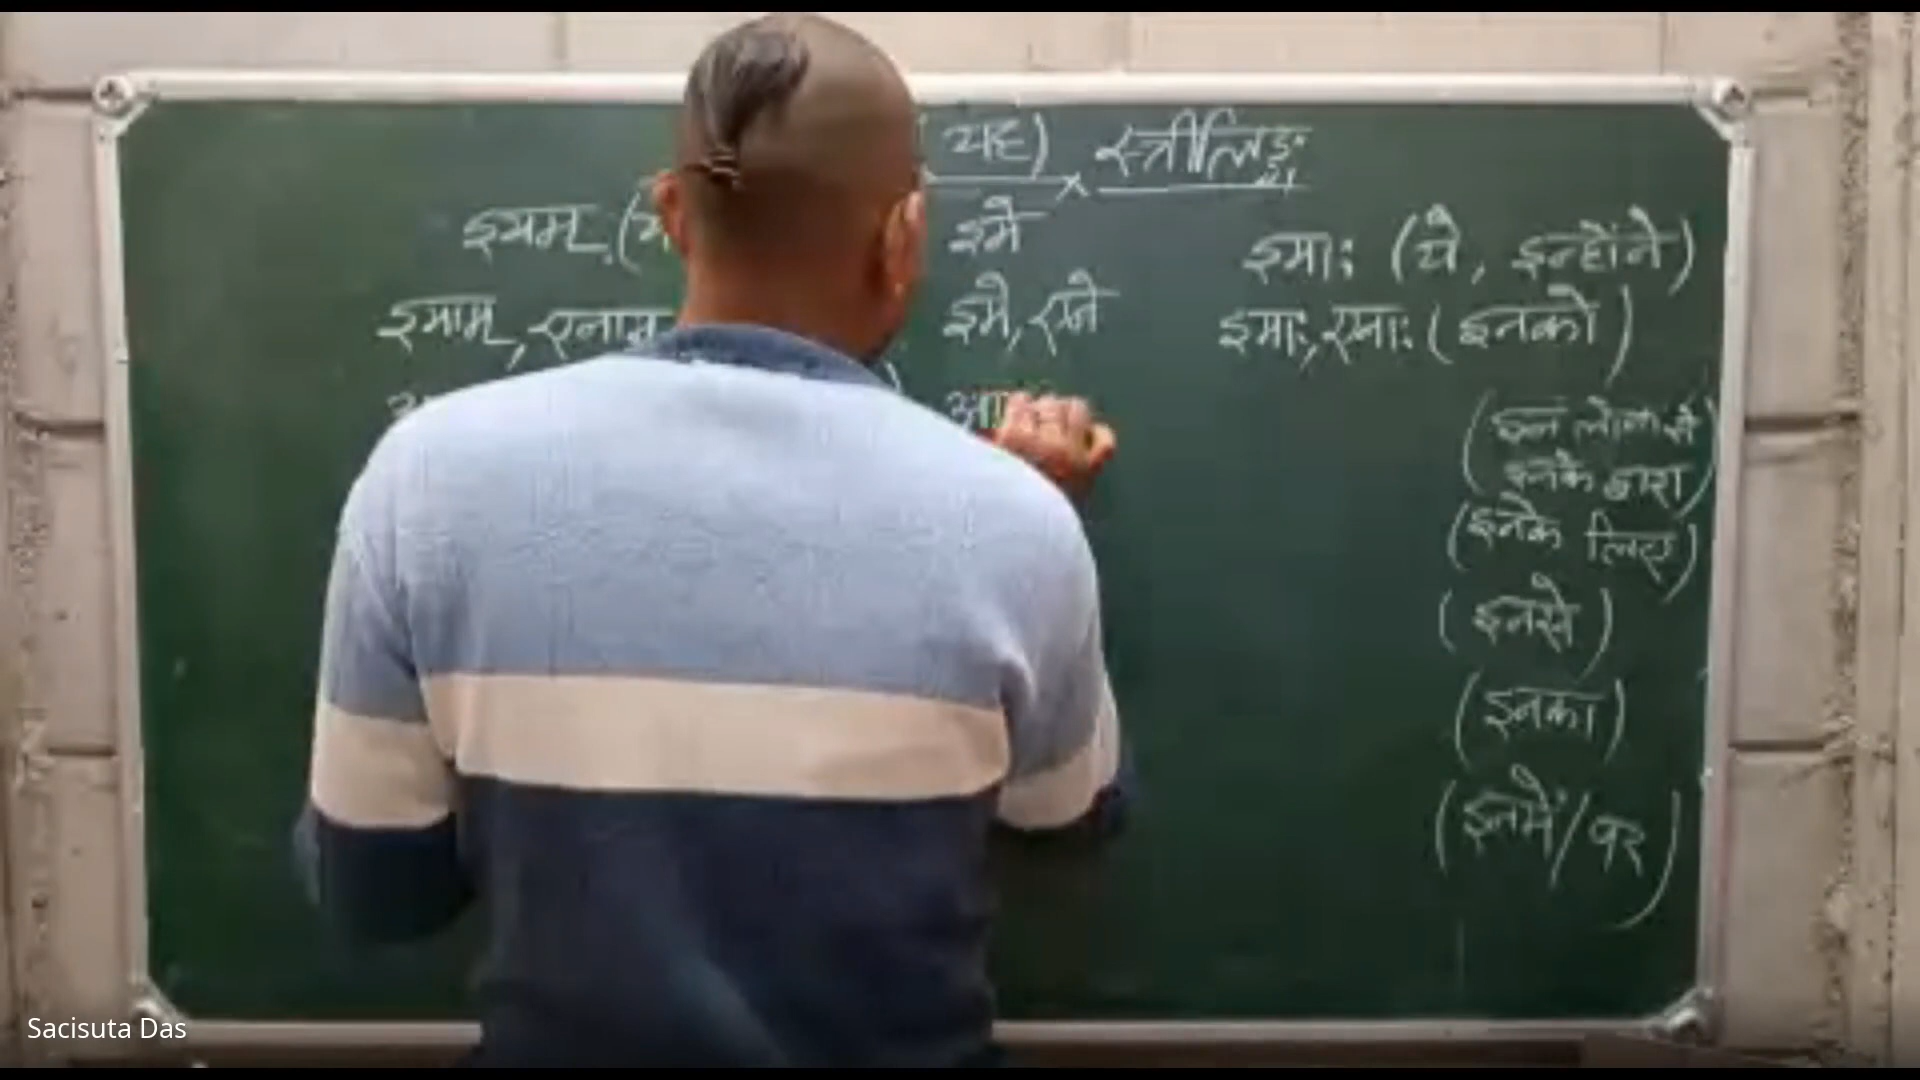 ( यह) × स्त्रीलिङ्ग
इयम् (य इमे इमाः (ये, इन्होंने)
इमाम्, एनाम् इमे, एने इमाः, एनाः (इनको)
आ (इन लोगों से
इनके द्वारा)
(इनके लिए)
(इनसे)
(इनका)
(इनमें/पर)
Sacisuta Das